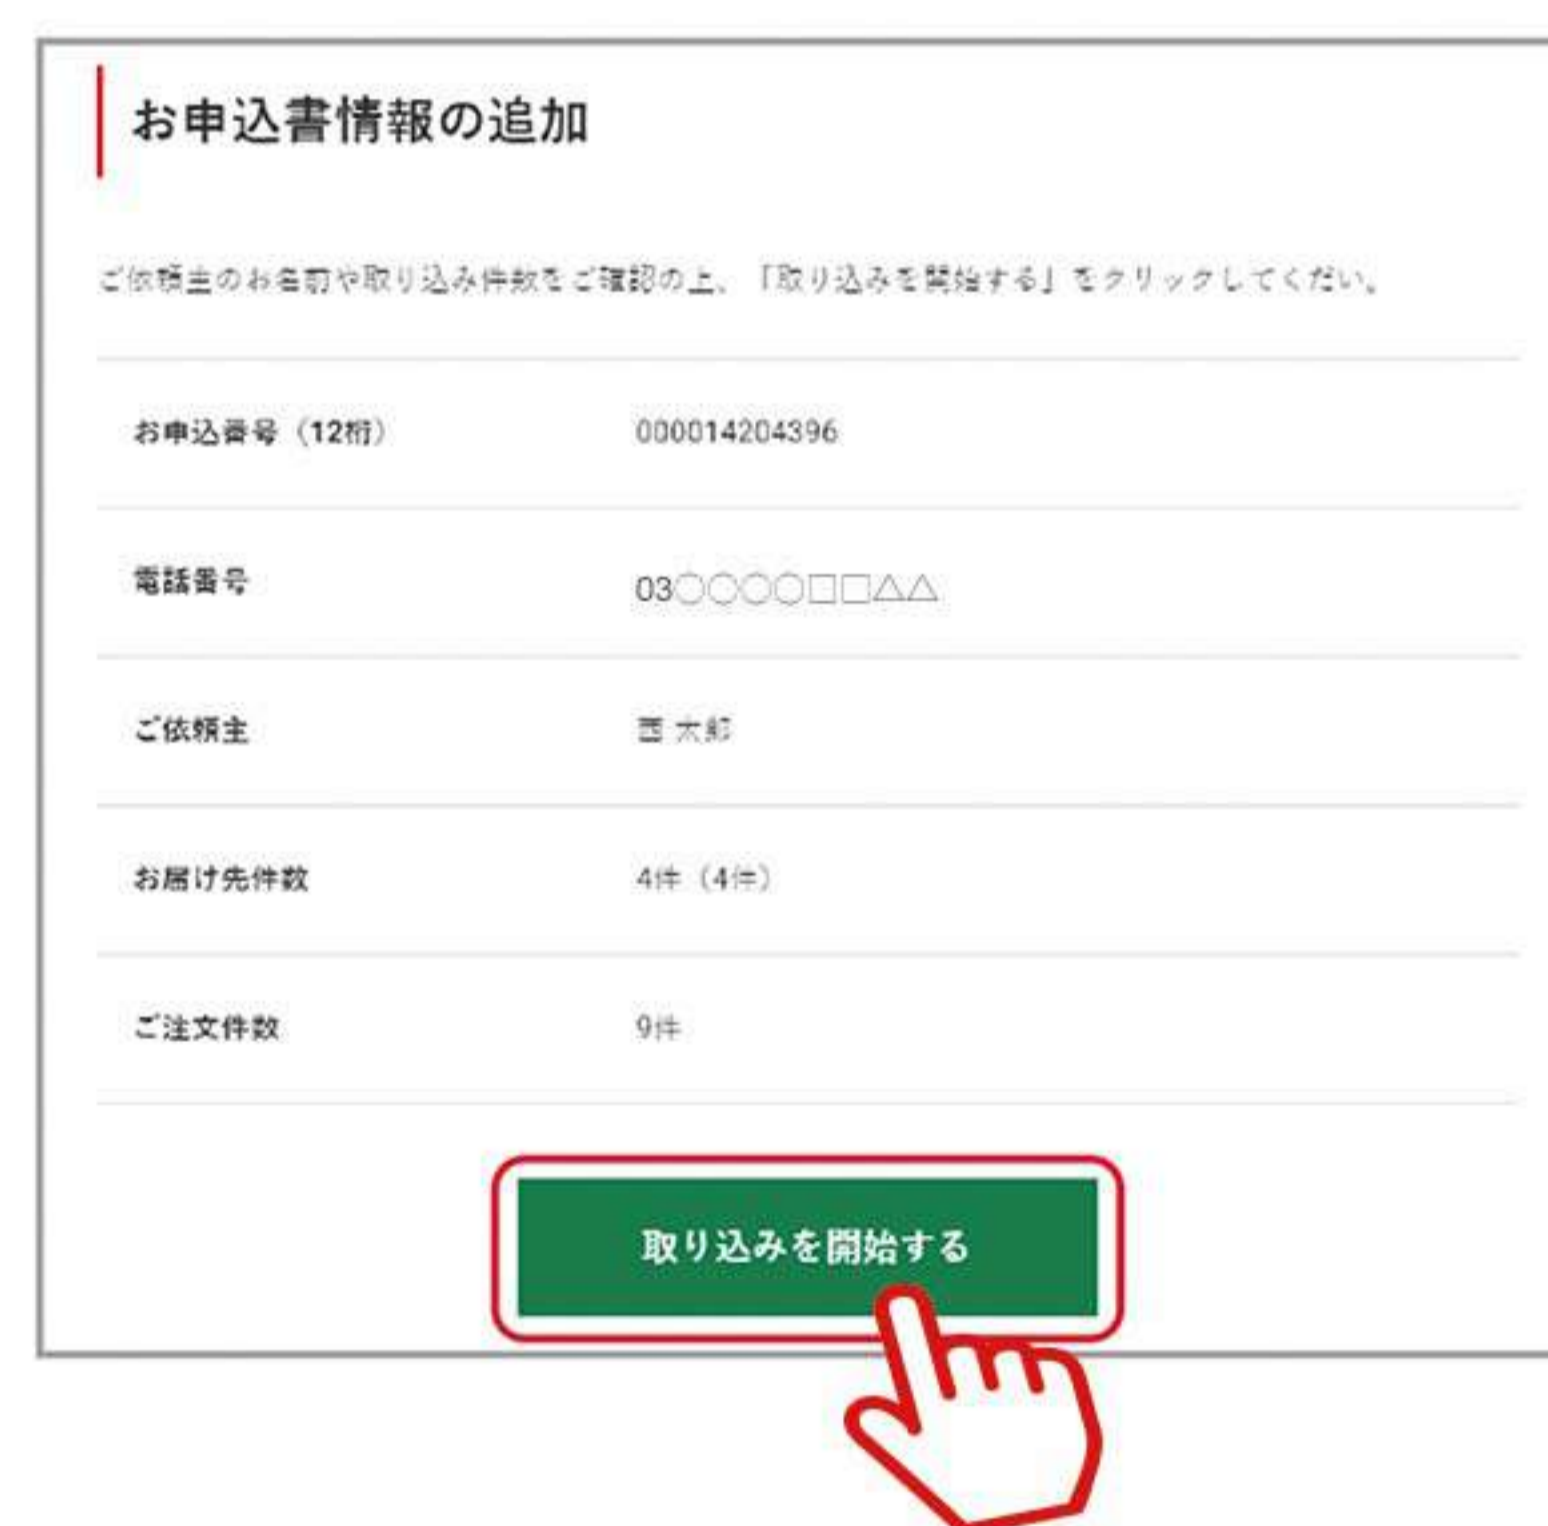 お申込書情報の追加
ご依頼主のお名前や取り込み件数をご確認の上、「取り込みを開始する」をクリックしてくだい。
お申込番号（12桁） 000014204396
電話番号 03○○○○□□△△
ご依頼主 西 太郎
お届け先件数 4件（4件）
ご注文件数 9件
取り込みを開始する